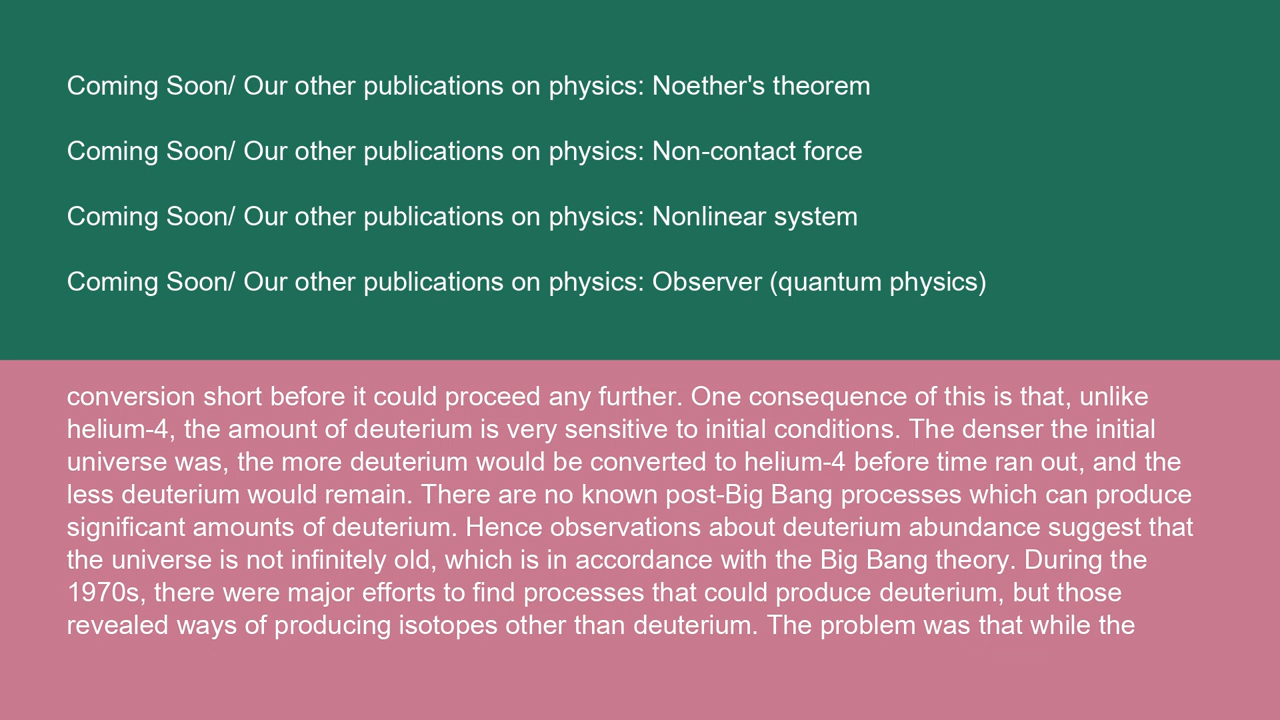 Coming Soon/ Our other publications on physics: Noether's theorem
Coming Soon/ Our other publications on physics: Non-contact force
Coming Soon/ Our other publications on physics: Nonlinear system
Coming Soon/ Our other publications on physics: Observer (quantum physics)
conversion short before it could proceed any further. One consequence of this is that, unlike
helium-4, the amount of deuterium is very sensitive to initial conditions. The denser the initial
universe was, the more deuterium would be converted to helium-4 before time ran out, and the
less deuterium would remain. There are no known post-Big Bang processes which can produce
significant amounts of deuterium. Hence observations about deuterium abundance suggest that
the universe is not infinitely old, which is in accordance with the Big Bang theory. During the
1970s, there were major efforts to find processes that could produce deuterium, but those
revealed ways of producing isotopes other than deuterium. The problem was that while the